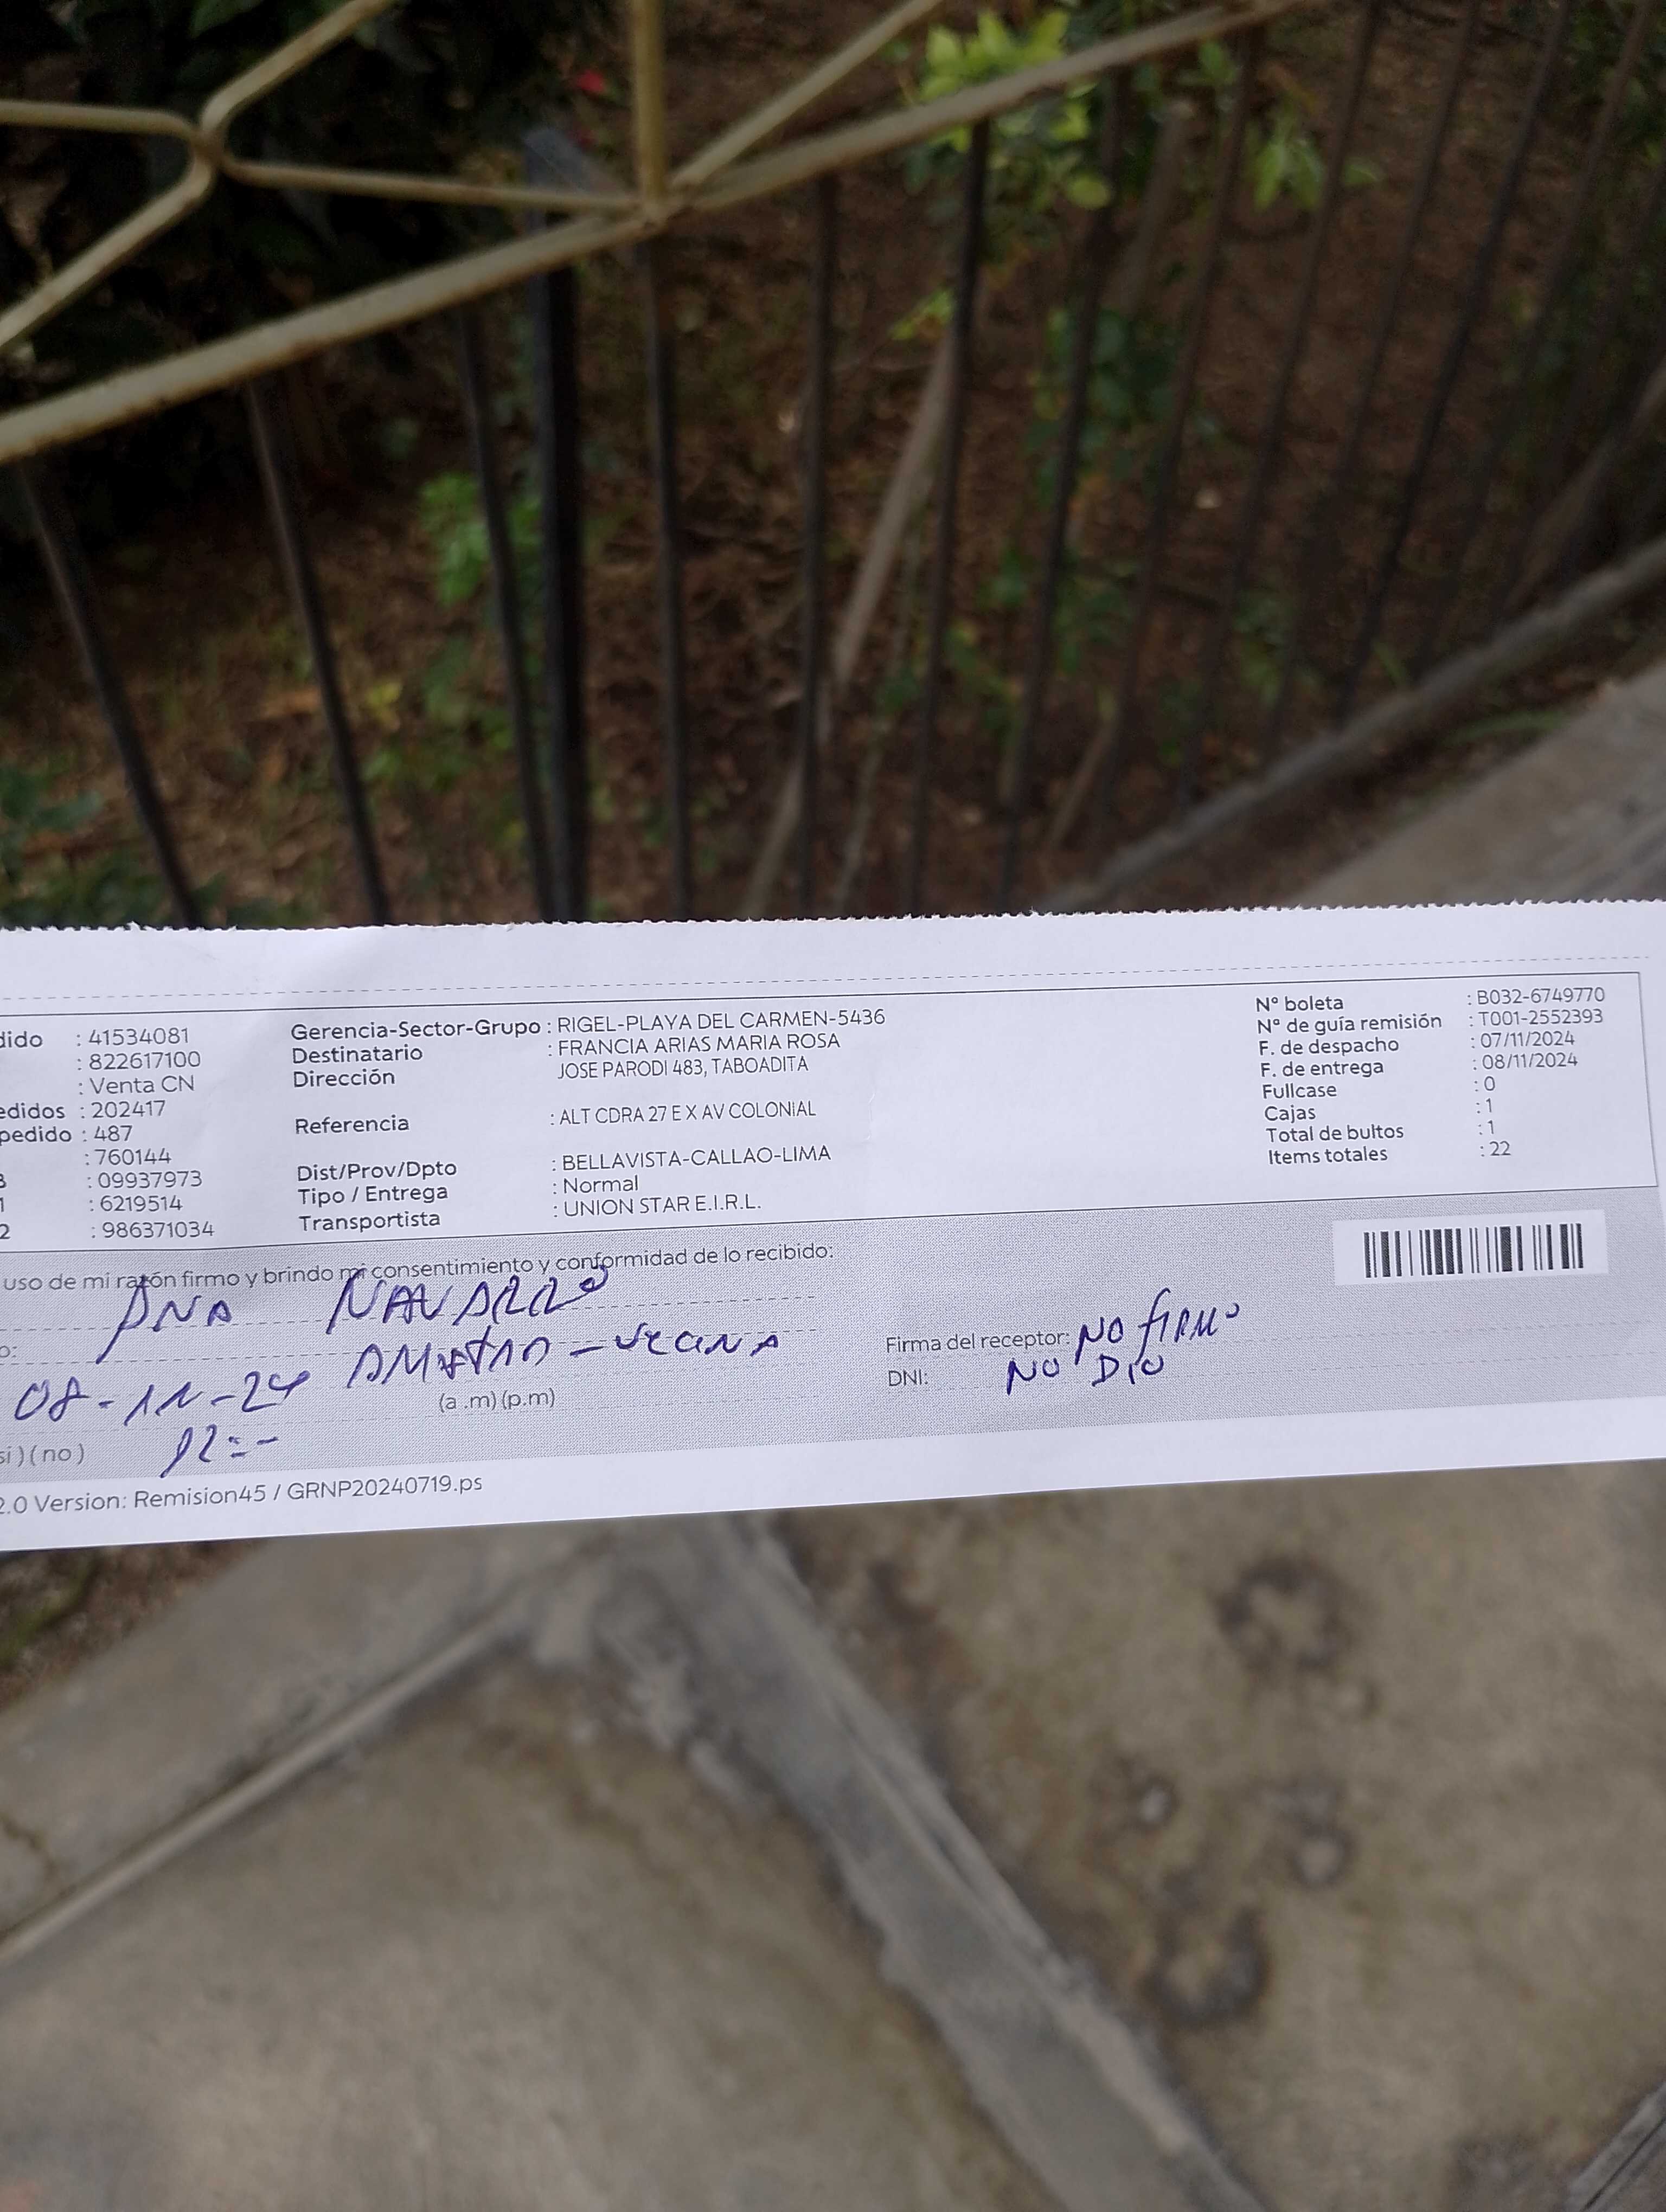 dido : 41534081
: 822617100
: Venta CN
edidos : 202417
pedido : 487
: 760144
: 09937973
1 : 6219514
2 : 986371034
Gerencia-Sector-Grupo : RIGEL-PLAYA DEL CARMEN-5436
Destinatario : FRANCIA ARIAS MARIA ROSA
Dirección JOSE PARODI 483, TABOADITA
Referencia : ALT CDRA 27 E X AV COLONIAL
Dist/Prov/Dpto : BELLAVISTA-CALLAO-LIMA
Tipo / Entrega : Normal
Transportista : UNION STAR E.I.R.L.
N° boleta : B032-6749770
N° de guía remisión : T001-2552393
F. de despacho : 07/11/2024
F. de entrega : 08/11/2024
Fullcase : 0
Cajas : 1
Total de bultos : 1
Items totales : 22
uso de mi razón firmo y brindo mi consentimiento y conformidad de lo recibido:
ANA NAVARRO
o:
08-11-24
(a .m) (p.m)
si ) ( no )
Firma del receptor: NO FIRMO
DNI: NO DIO
2.0 Version: Remision45 / GRNP20240719.ps